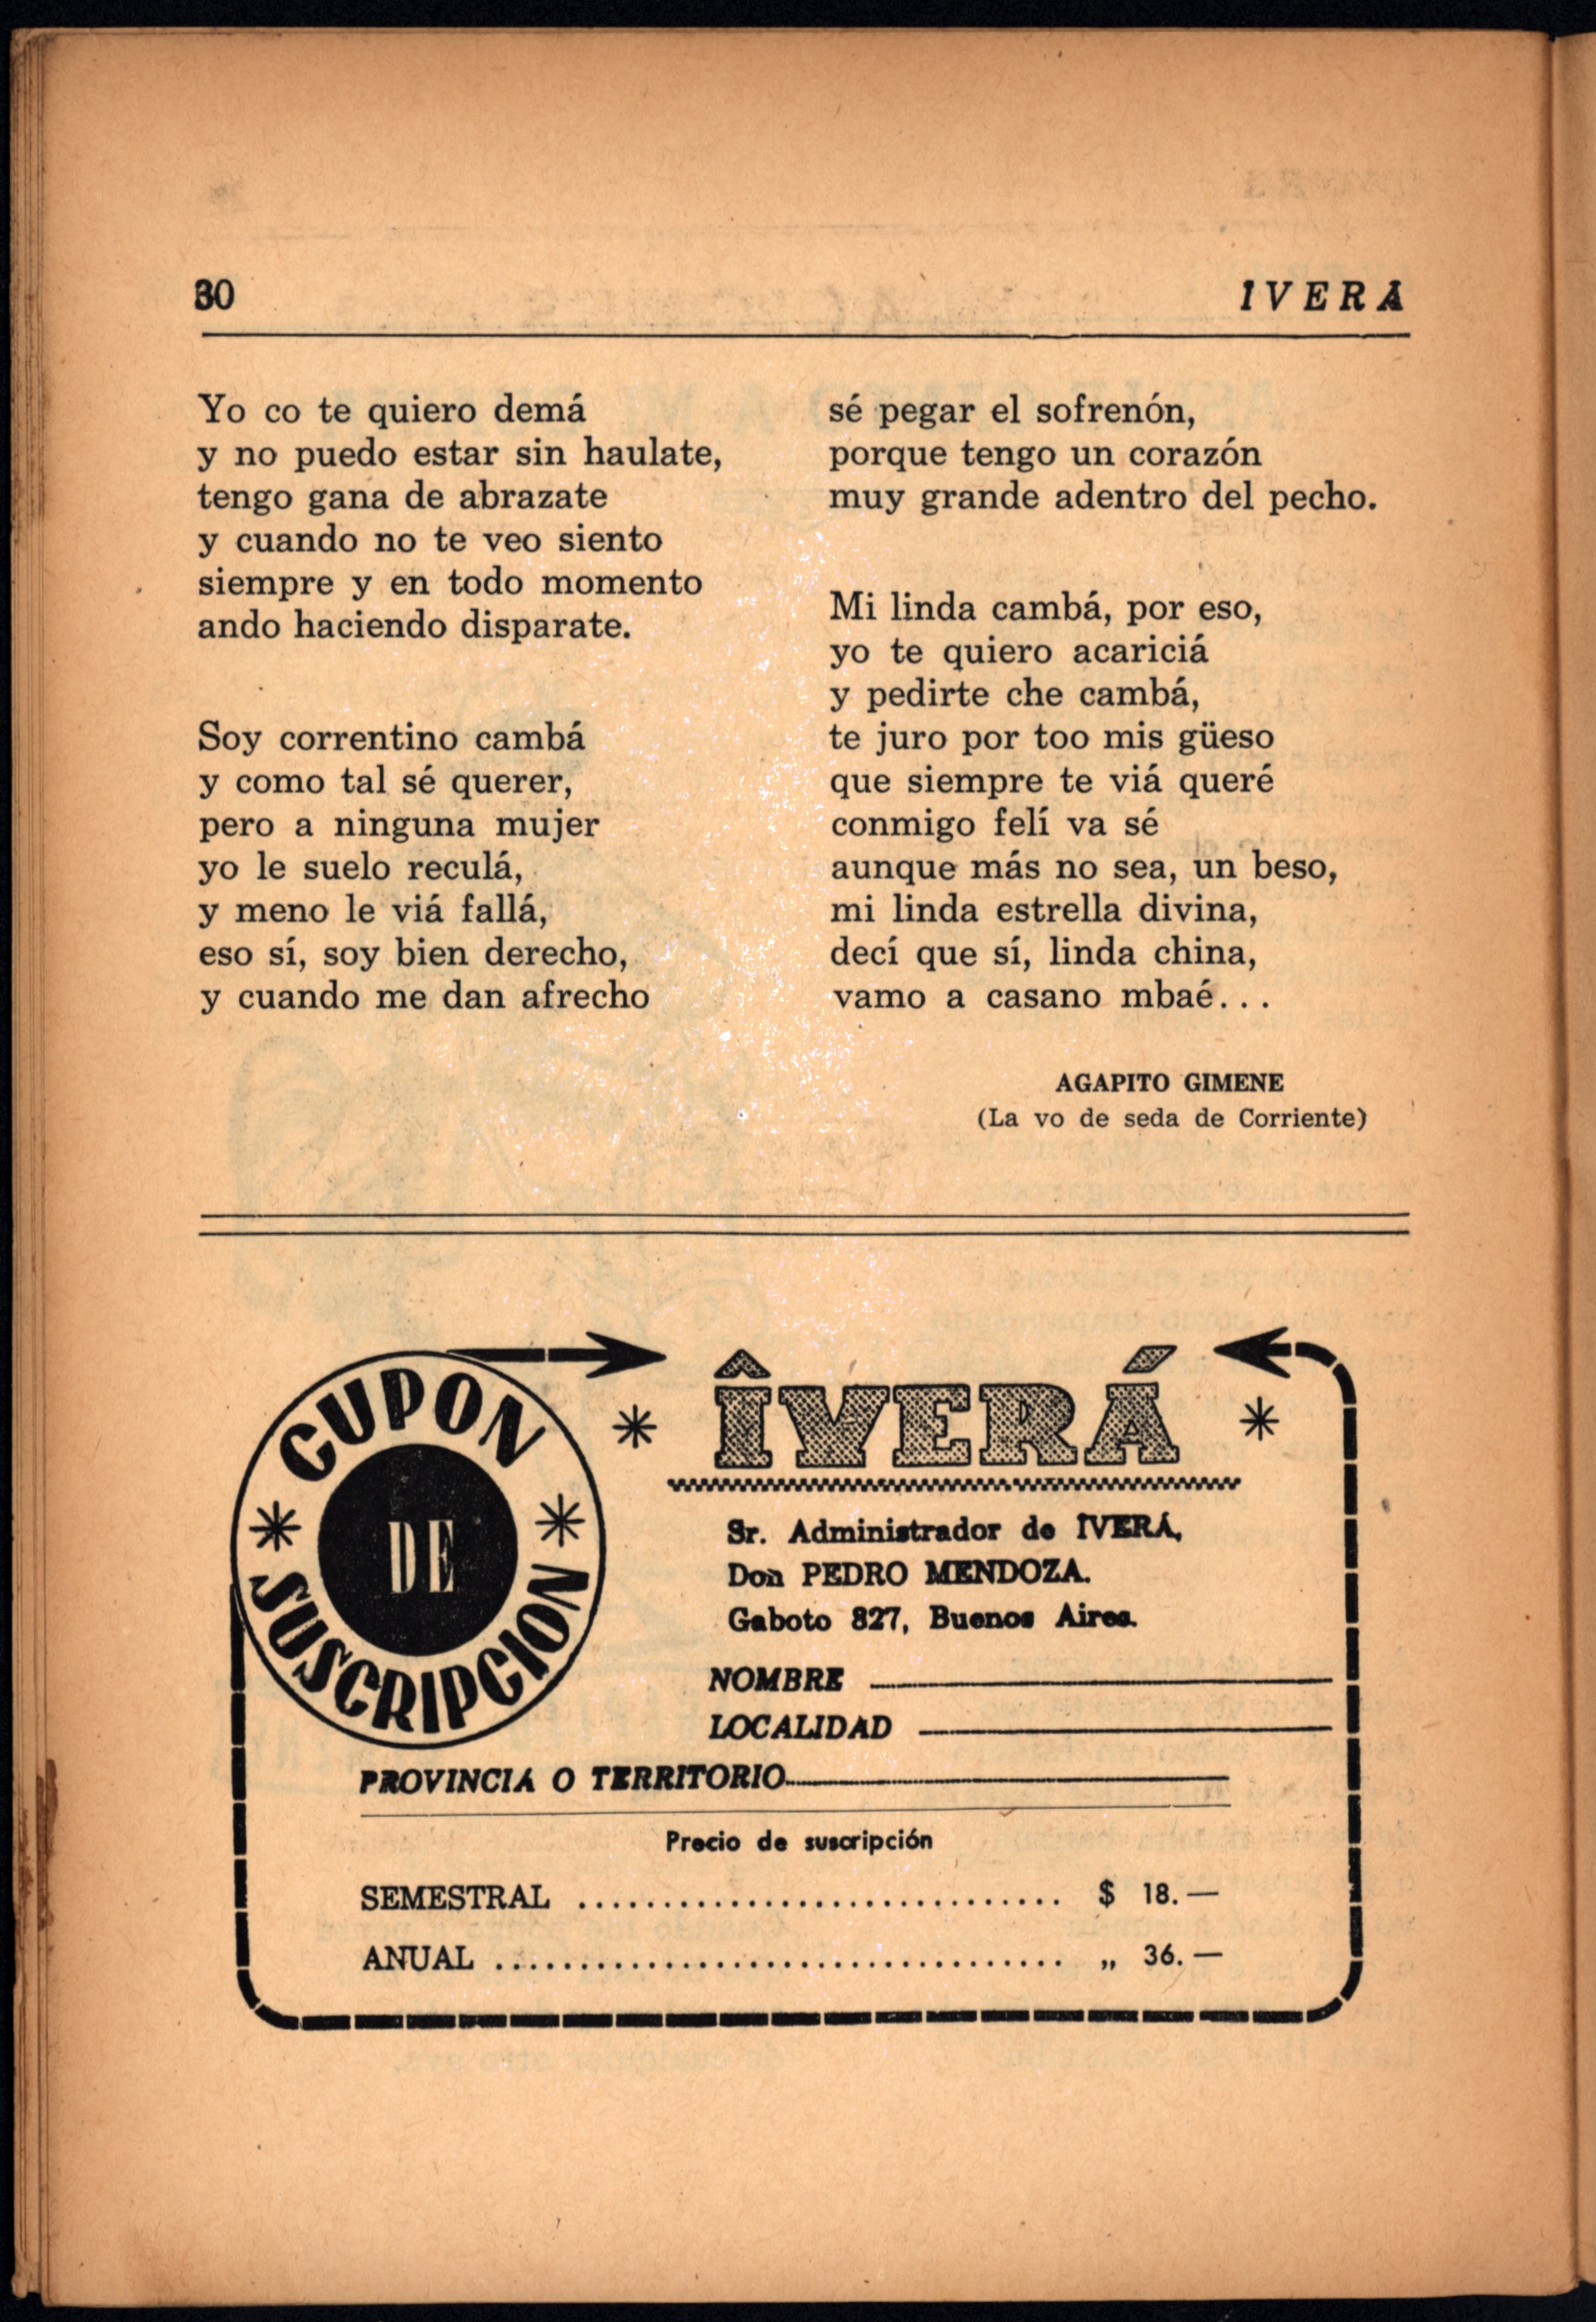 30
IVERA
Yo co te quiero demá
y no puedo estar sin haulate,
tengo gana de abrazate
y cuando no te veo siento
siempre y en todo momento
ando haciendo disparate.
Soy correntino cambá
y como tal sé querer,
pero a ninguna mujer
yo le suelo reculá,
y meno le viá fallá,
eso sí, soy bien derecho,
y cuando me dan afrecho
sé pegar el sofrenón,
porque tengo un corazón
muy grande adentro del pecho.
Mi linda cambá, por eso,
yo te quiero acariciá
y pedirte che cambá,
te juro por too mis güeso
que siempre te viá queré
conmigo felí va sé
aunque más no sea, un beso,
mi linda estrella divina,
decí que sí, linda china,
vamo a casano mbaé...
AGAPITO GIMENE
(La vo de seda de Corriente)
CUPON
DE
SUSCRIPCION
* ÎVERÁ *
Sr. Administrador de ÎVERÁ,
Don PEDRO MENDOZA.
Gaboto 827, Buenos Aires.
NOMBRE
LOCALIDAD
PROVINCIA O TERRITORIO
Precio de suscripción
SEMESTRAL ............................. $ 18.—
ANUAL .................................. „ 36.—